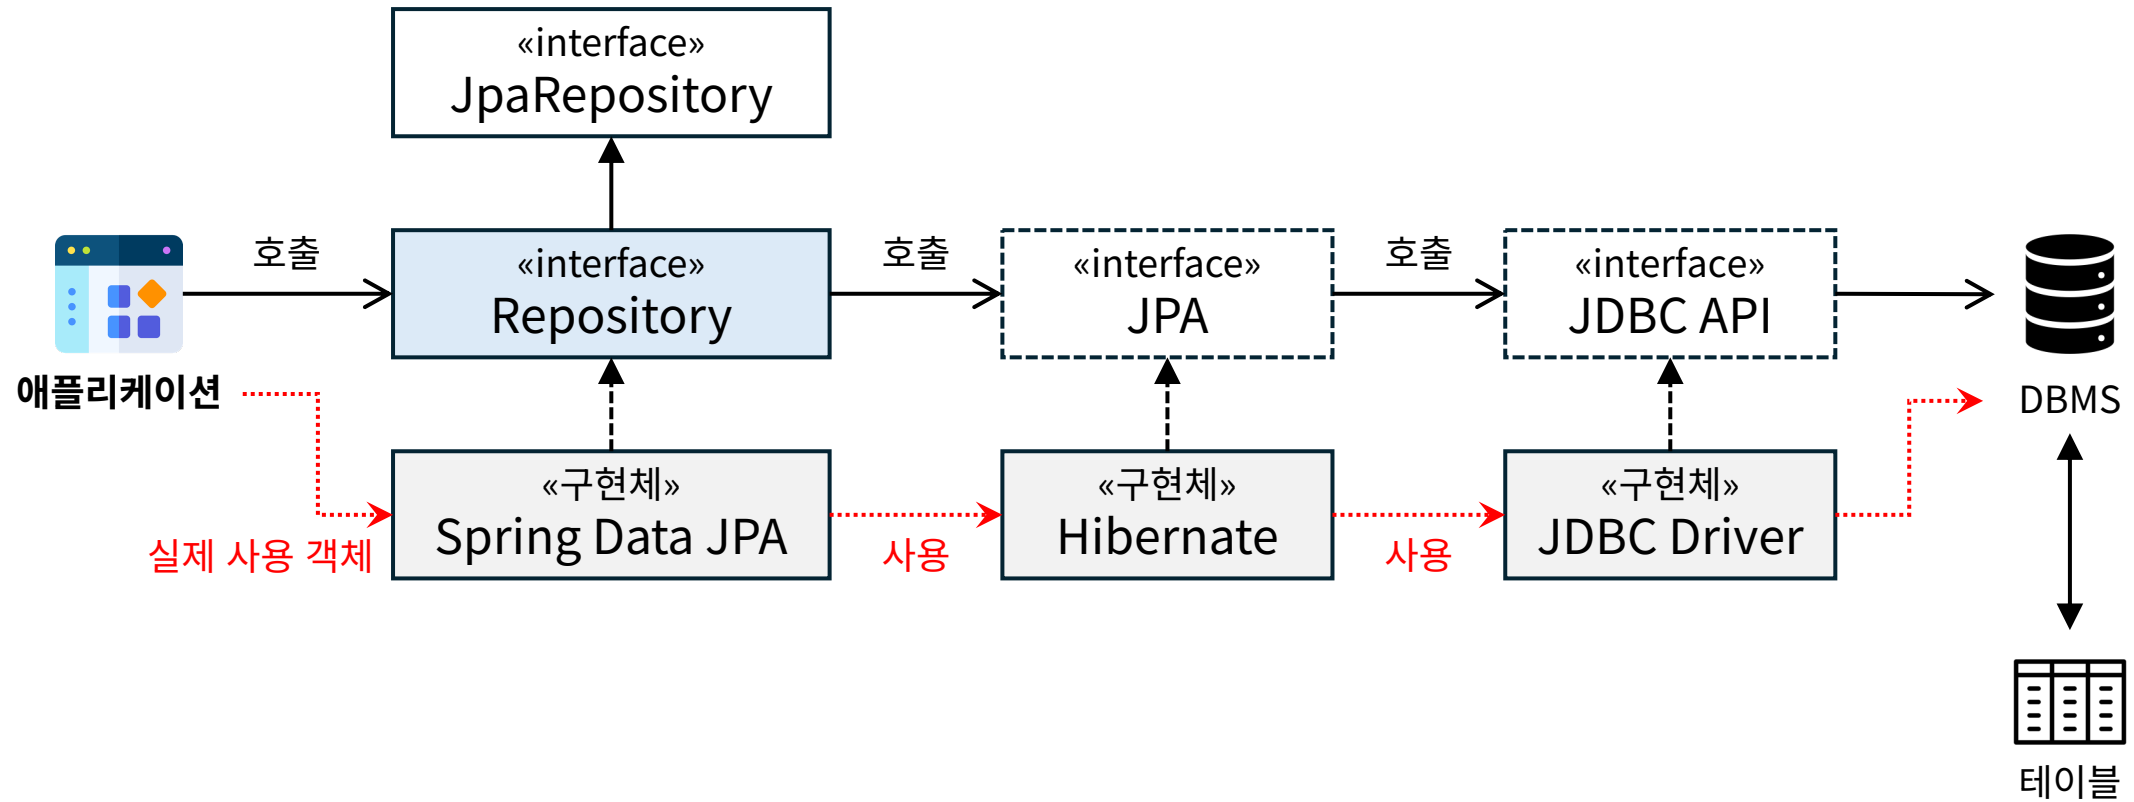 «interface»
JpaRepository
호출
«interface»
Repository
호출
«interface»
JPA
호출
«interface»
JDBC API
애플리케이션
DBMS
실제 사용 객체
«구현체»
Spring Data JPA
사용
«구현체»
Hibernate
사용
«구현체»
JDBC Driver
테이블